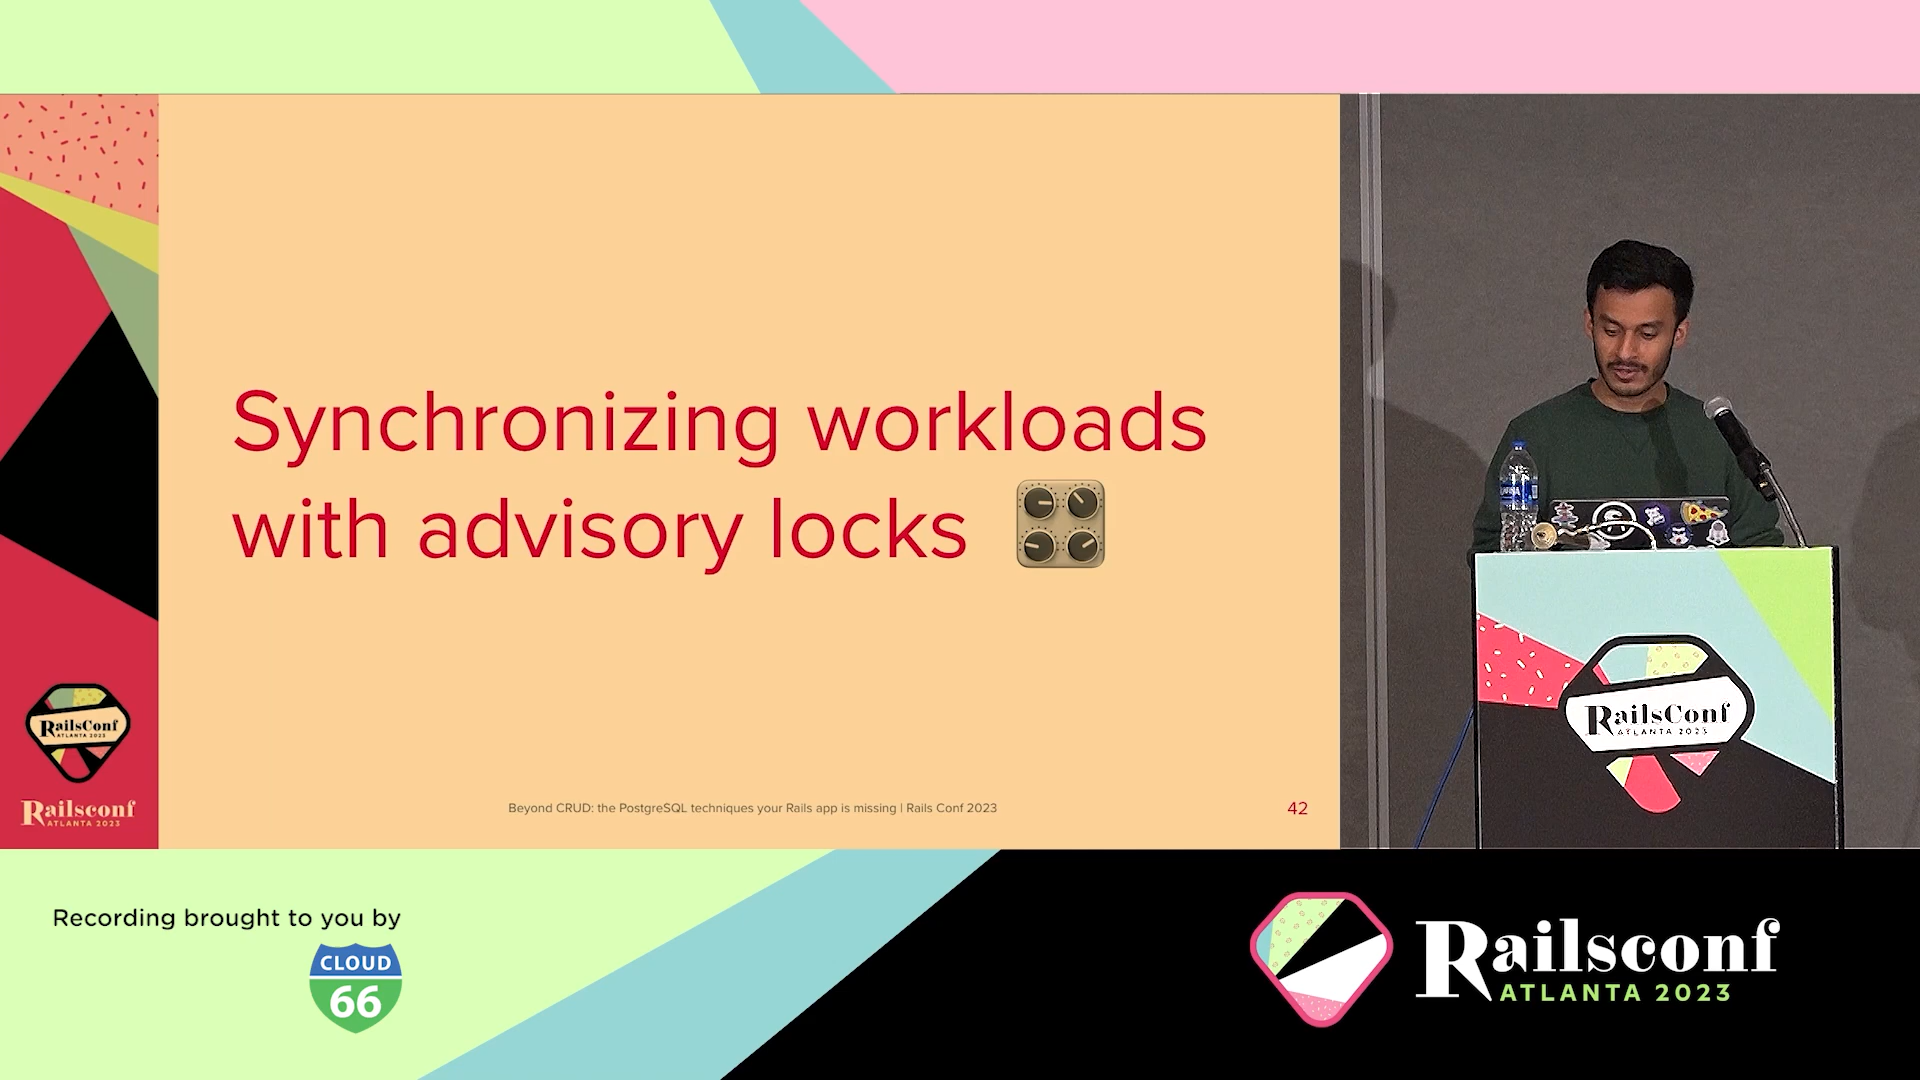 Synchronizing workloads
with advisory locks
Beyond CRUD: the PostgreSQL techniques your Rails app is missing | Rails Conf 2023
42
RailsConf
ATLANTA 2023
Railsconf
ATLANTA 2023
RailsConf
ATLANTA 2023
Recording brought to you by
CLOUD
66
Railsconf
ATLANTA 2023